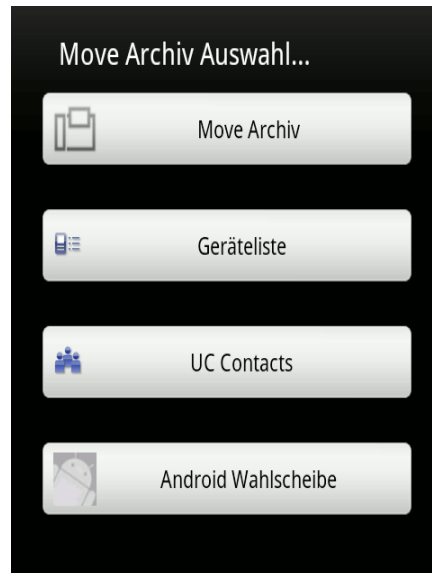 Move Archiv Auswahl...
Move Archiv
Geräteliste
UC Contacts
Android Wahlscheibe